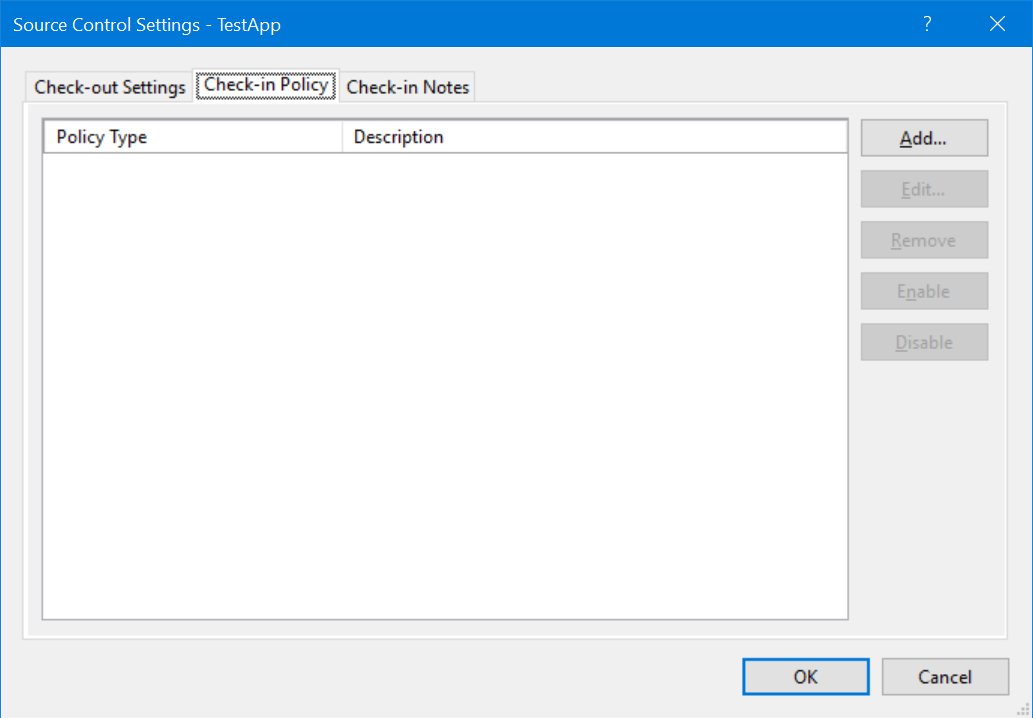 Source Control Settings - TestApp
?
Check-out Settings
Check-in Policy
Check-in Notes
Policy Type
Description
Add...
Edit...
Remove
Enable
Disable
OK
Cancel